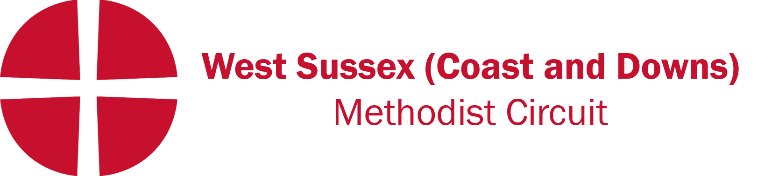 West Sussex (Coast and Downs)
Methodist Circuit